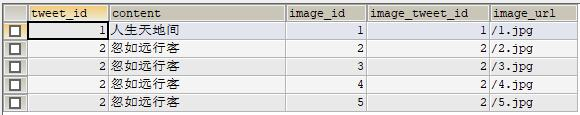 tweet_id content image_id image_tweet_id image_url
1 人生天地间 1 1 /1.jpg
2 忽如远行客 2 2 /2.jpg
2 忽如远行客 3 2 /3.jpg
2 忽如远行客 4 2 /4.jpg
2 忽如远行客 5 2 /5.jpg